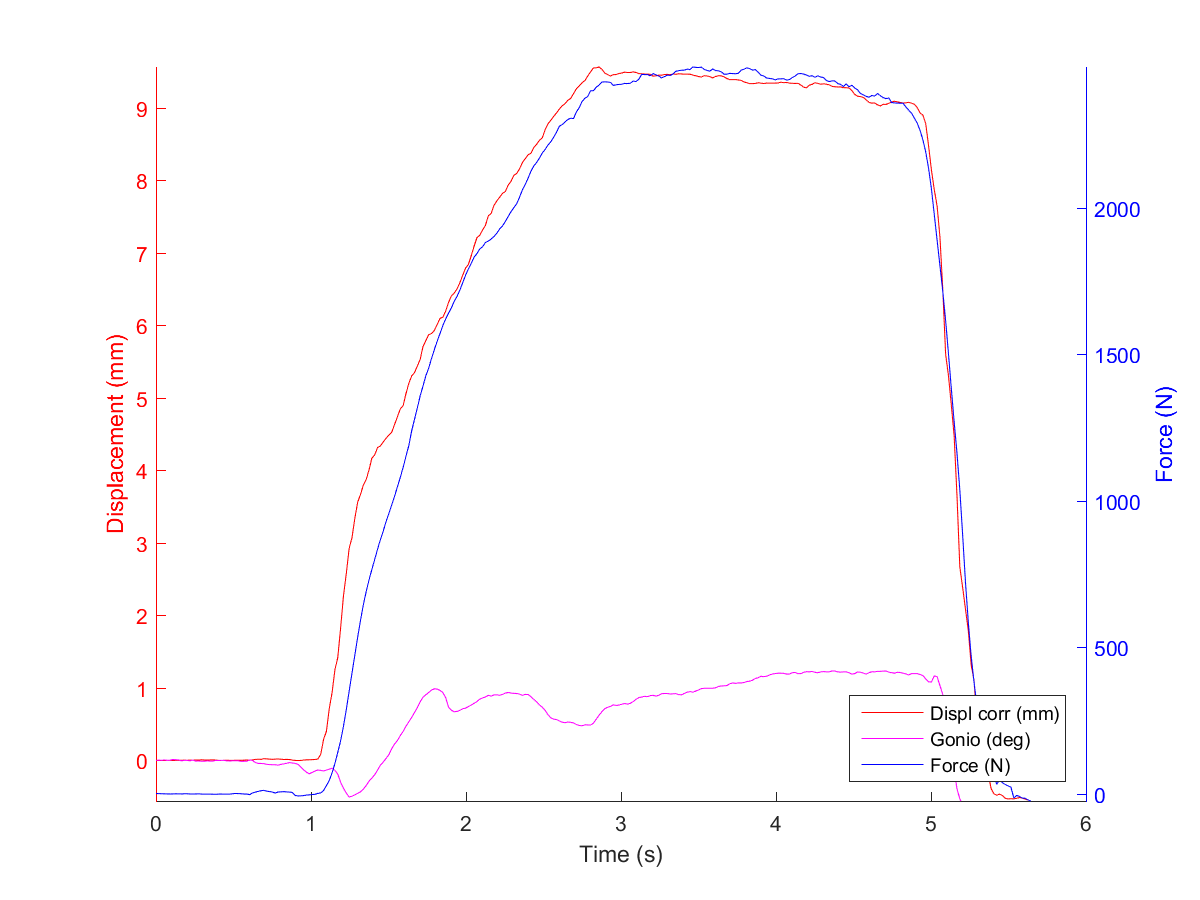 9
8
7
6
5
4
3
2
1
0
Displacement (mm)
2000
1500
1000
500
0
Force (N)
Displ corr (mm)
Gonio (deg)
Force (N)
0 1 2 3 4 5 6
Time (s)